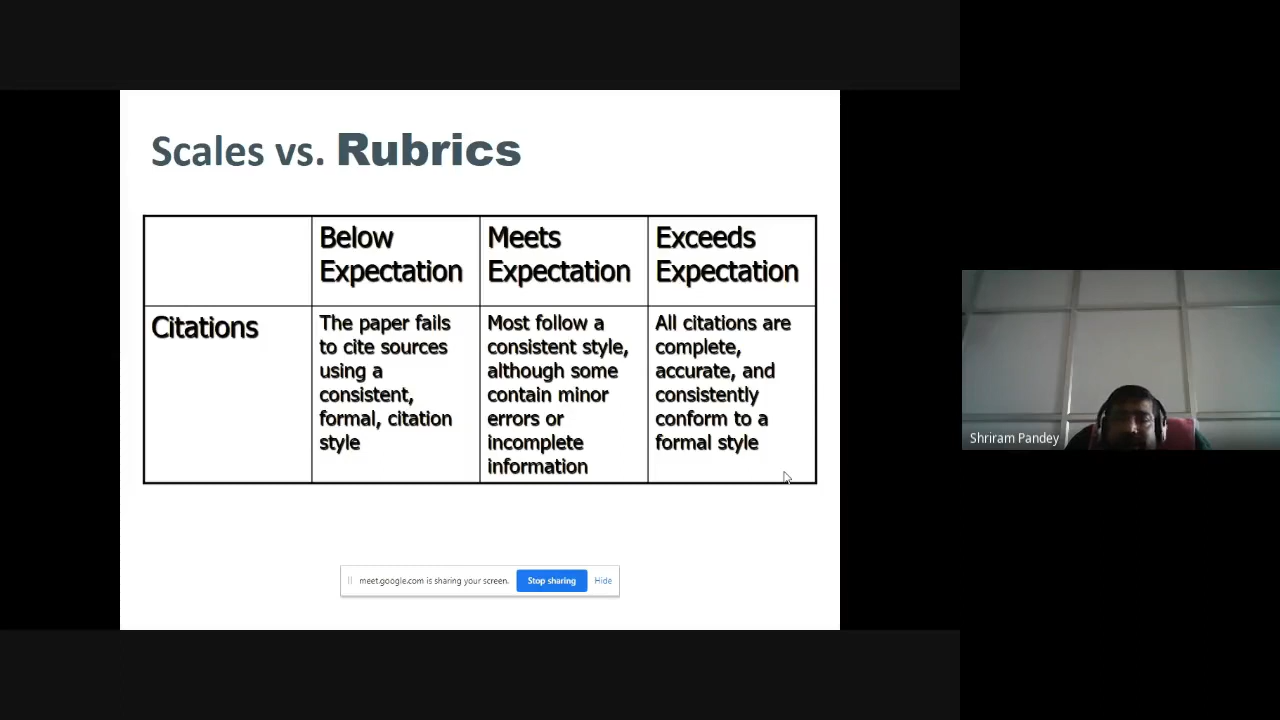 Scales vs. Rubrics
Below
Expectation
Meets
Expectation
Exceeds
Expectation
Citations
The paper fails
to cite sources
using a
consistent,
formal, citation
style
Most follow a
consistent style,
although some
contain minor
errors or
incomplete
information
All citations are
complete,
accurate, and
consistently
conform to a
formal style
meet.google.com is sharing your screen.
Stop sharing
Hide
Shriram Pandey